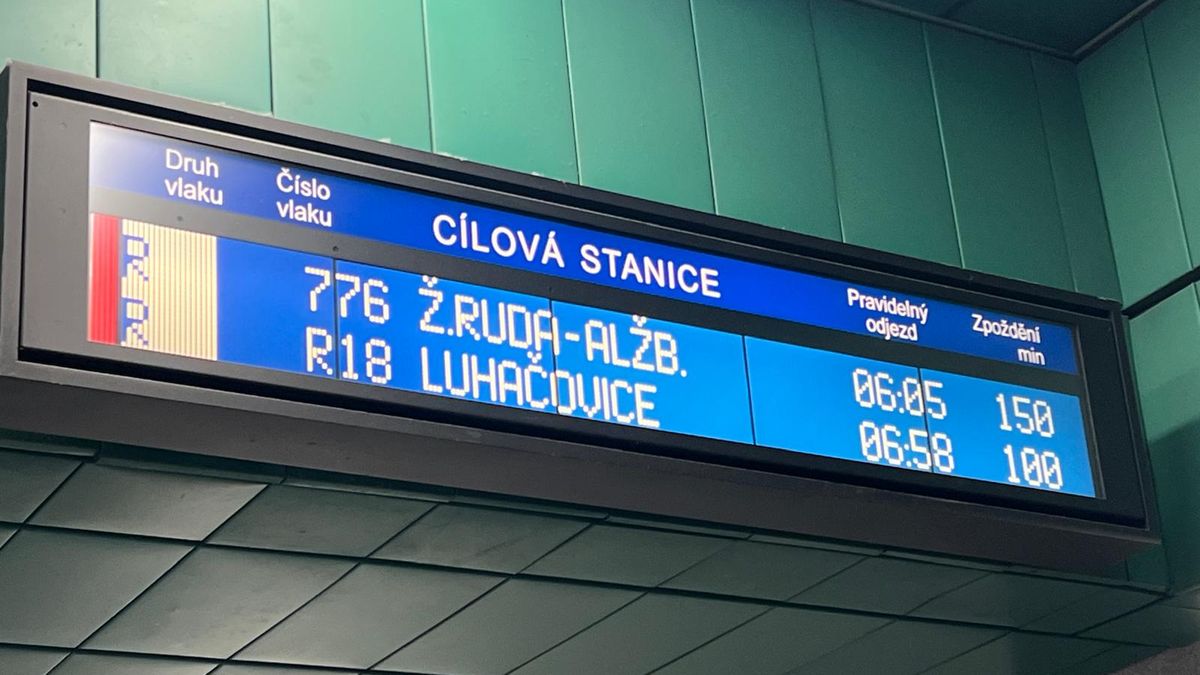 Druh vlaku
Číslo vlaku
CÍLOVÁ STANICE
Pravidelný odjezd
Zpoždění min
776 Ž.RUDA-ALŽB. 06:05 150
R18 LUHAČOVICE 06:58 100